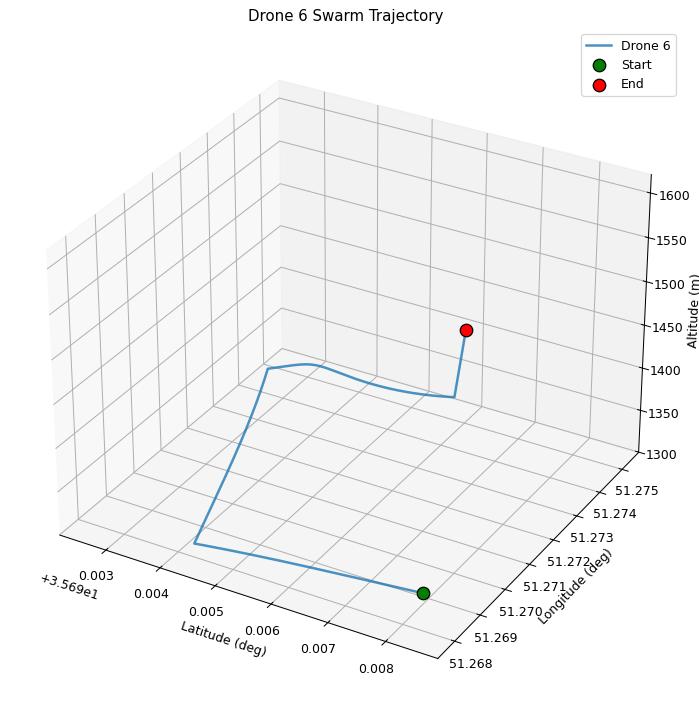 Drone 6 Swarm Trajectory
Drone 6
Start
End
1600
1550
1500
1450
1400
1350
1300
Altitude (m)
51.275
51.274
51.273
51.272
51.271
51.270
51.269
51.268
Longitude (deg)
0.003
0.004
0.005
0.006
0.007
0.008
+3.569e1
Latitude (deg)